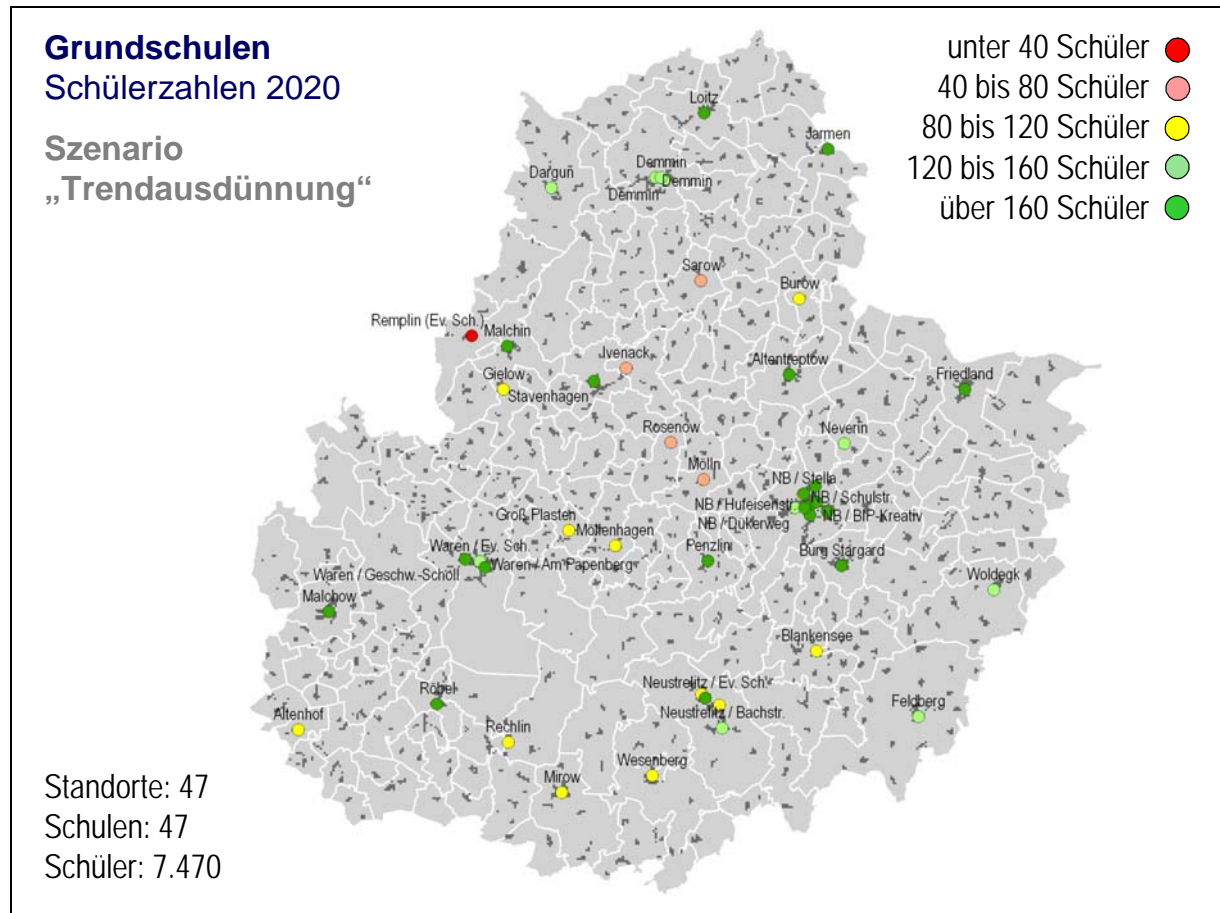 Grundschulen
Schülerzahlen 2020
Szenario
„Trendausdünnung“
unter 40 Schüler
40 bis 80 Schüler
80 bis 120 Schüler
120 bis 160 Schüler
über 160 Schüler
Loitz
Jarmen
Demmin
Dargun
Demmin
Demmin
Sarow
Burow
Remplin (Ev. Sch.)
Malchin
Ivenack
Altentreptow
Gielow
Stavenhagen
Friedland
Rosenow
Neverin
Mölln
NB / Stella
NB / Hufeisenstr.
NB / Schulstr.
NB / BIP-Kreativ
NB / Dükerweg
Groß Plasten
Möllenhagen
Waren / Ev. Sch.
Waren / Am Papenberg
Penzlin
Burg Stargard
Waren / Geschw.-Scholl
Woldegk
Malchow
Blankensee
Neustrelitz / Ev. Sch.
Röbel
Neustrelitz / Bachstr.
Feldberg
Altenhof
Rechlin
Wesenberg
Mirow
Standorte: 47
Schulen: 47
Schüler: 7.470